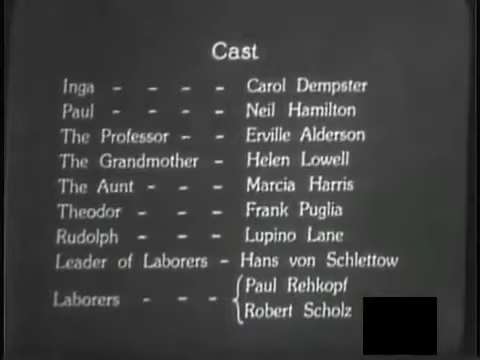 Cast
Inga - - - - Carol Dempster
Paul - - - - Neil Hamilton
The Professor - - Erville Alderson
The Grandmother - Helen Lowell
The Aunt - - - Marcia Harris
Theodor - - - Frank Puglia
Rudolph - - - Lupino Lane
Leader of Laborers - Hans von Schlettow
Laborers - - - { Paul Rehkopf
Robert Scholz